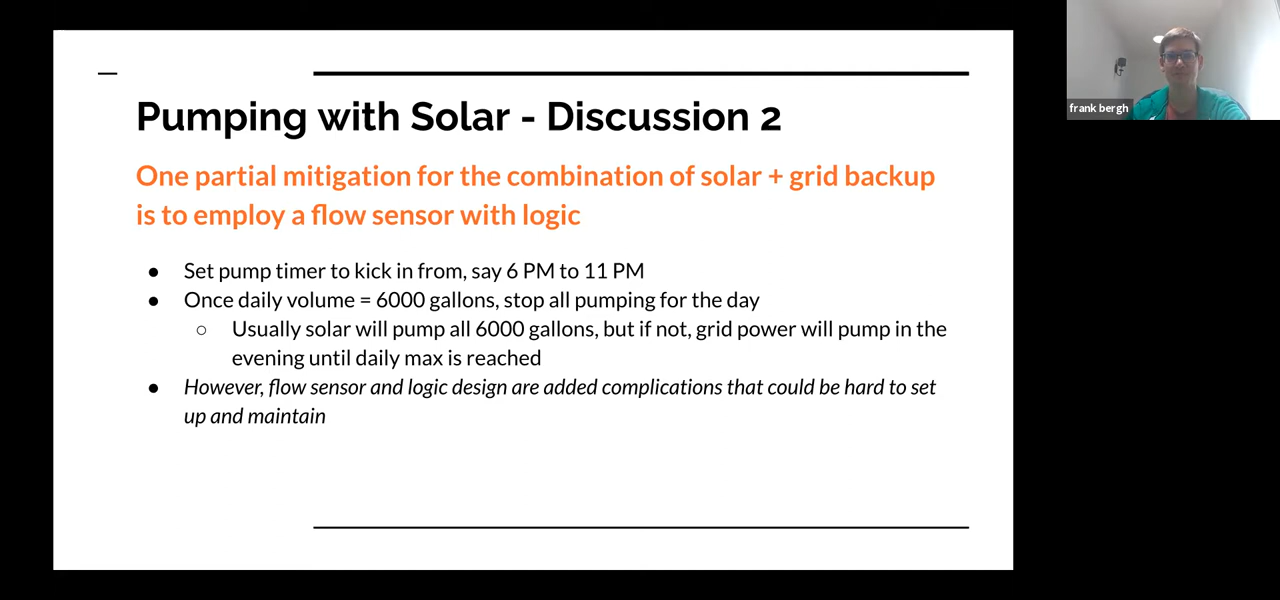 Pumping with Solar - Discussion 2
One partial mitigation for the combination of solar + grid backup
is to employ a flow sensor with logic
● Set pump timer to kick in from, say 6 PM to 11 PM
● Once daily volume = 6000 gallons, stop all pumping for the day
○ Usually solar will pump all 6000 gallons, but if not, grid power will pump in the
evening until daily max is reached
● However, flow sensor and logic design are added complications that could be hard to set
up and maintain
frank bergh